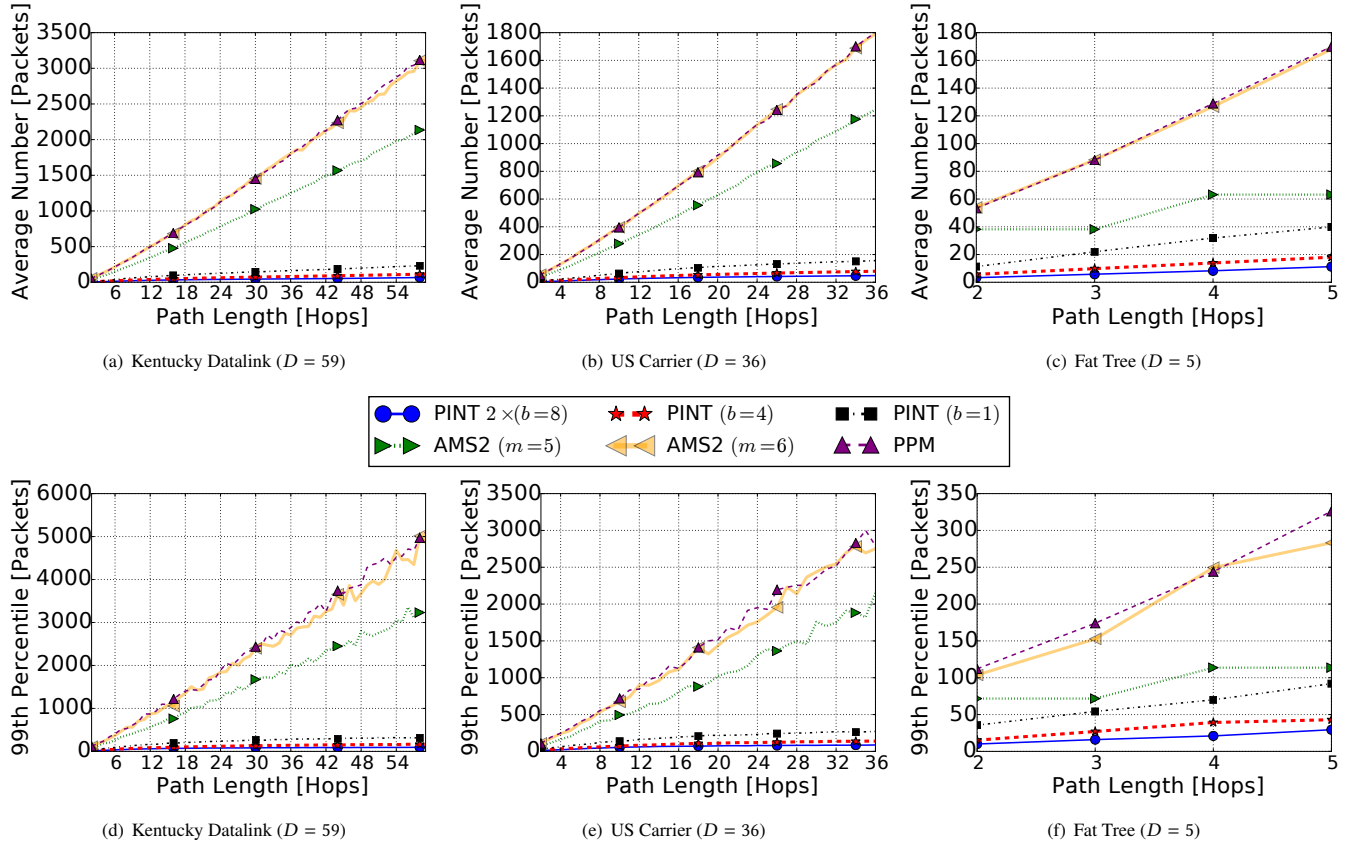 Average Number [Packets]
3500
3000
2500
2000
1500
1000
500
0
6 12 18 24 30 36 42 48 54
Path Length [Hops]
(a) Kentucky Datalink (D = 59)
Average Number [Packets]
1800
1600
1400
1200
1000
800
600
400
200
0
4 8 12 16 20 24 28 32 36
Path Length [Hops]
(b) US Carrier (D = 36)
Average Number [Packets]
180
160
140
120
100
80
60
40
20
0
2 3 4 5
Path Length [Hops]
(c) Fat Tree (D = 5)
PINT 2×(b=8) PINT (b=4) PINT (b=1)
AMS2 (m=5) AMS2 (m=6) PPM
99th Percentile [Packets]
6000
5000
4000
3000
2000
1000
0
6 12 18 24 30 36 42 48 54
Path Length [Hops]
(d) Kentucky Datalink (D = 59)
99th Percentile [Packets]
3500
3000
2500
2000
1500
1000
500
0
4 8 12 16 20 24 28 32 36
Path Length [Hops]
(e) US Carrier (D = 36)
99th Percentile [Packets]
350
300
250
200
150
100
50
0
2 3 4 5
Path Length [Hops]
(f) Fat Tree (D = 5)